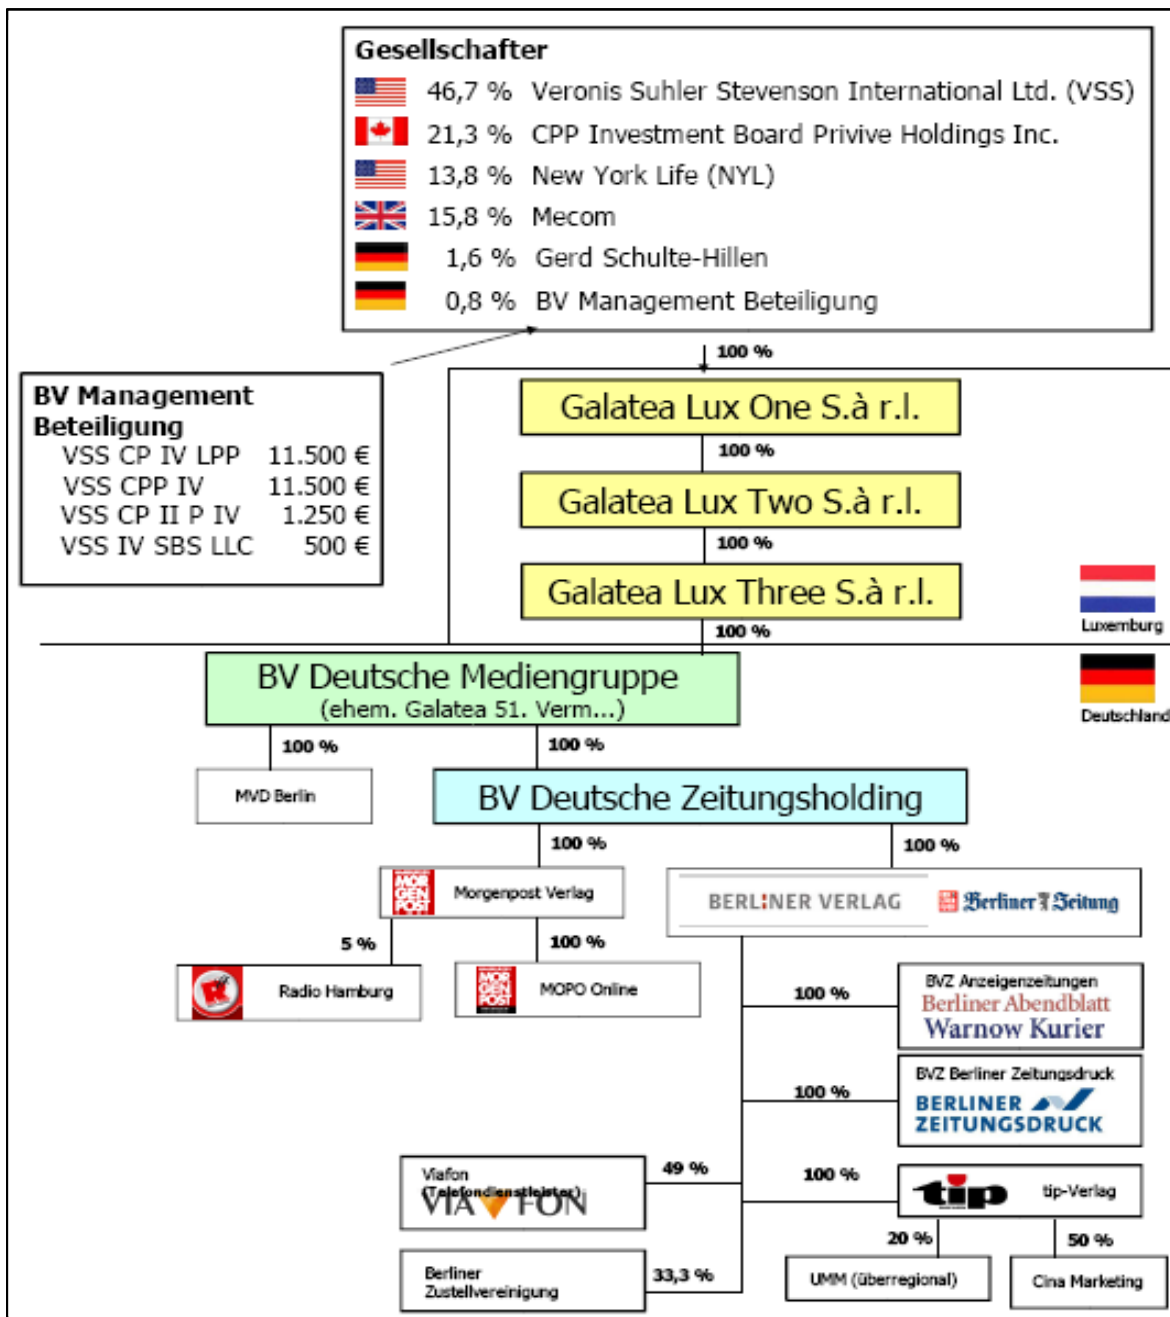 Gesellschafter
46,7 % Veronis Suhler Stevenson International Ltd. (VSS)
21,3 % CPP Investment Board Privive Holdings Inc.
13,8 % New York Life (NYL)
15,8 % Mecom
1,6 % Gerd Schulte-Hillen
0,8 % BV Management Beteiligung
100 %
BV Management
Beteiligung
VSS CP IV LPP 11.500 €
VSS CPP IV 11.500 €
VSS CP II P IV 1.250 €
VSS IV SBS LLC 500 €
Galatea Lux One S.à r.l.
100 %
Galatea Lux Two S.à r.l.
100 %
Galatea Lux Three S.à r.l.
Luxemburg
100 %
BV Deutsche Mediengruppe
(ehem. Galatea 51. Verm...)
Deutschland
100 %
100 %
MVD Berlin
BV Deutsche Zeitungsholding
100 %
100 %
MOR
GEN
POST
Morgenpost Verlag
BERLINER VERLAG
Berliner Zeitung
5 %
100 %
Radio Hamburg
MOR
GEN
POST
MOPO Online
100 %
BVZ Anzeigenzeitungen
Berliner Abendblatt
Warnow Kurier
100 %
BVZ Berliner Zeitungsdruck
BERLINER
ZEITUNGSDRUCK
Viafon
(Telefondienstleister)
VIAFON
49 %
100 %
tip
tip-Verlag
20 %
50 %
Berliner
Zustellvereinigung
33,3 %
UMM (überregional)
Cina Marketing